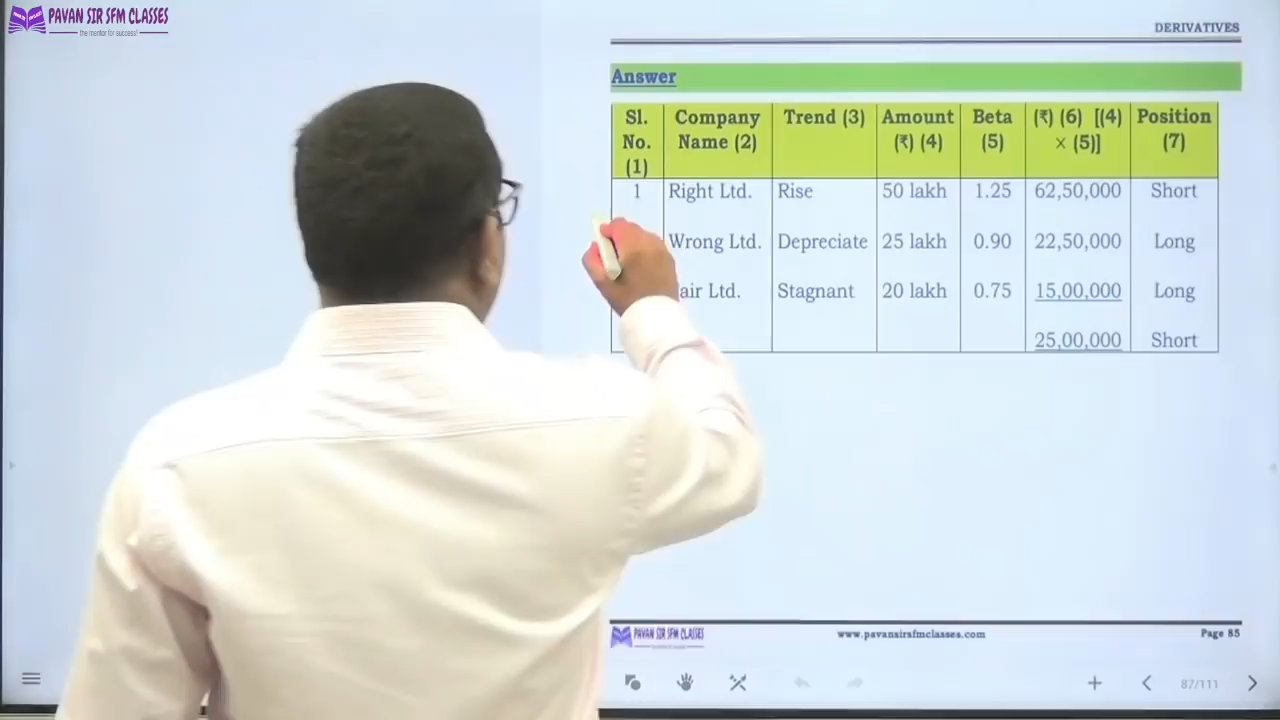 PAVAN SIR SFM CLASSES
the mentor for success!
DERIVATIVES
Answer
Sl. No. (1) Company Name (2) Trend (3) Amount (₹) (4) Beta (5) (₹) (6) [(4) × (5)] Position (7)
1 Right Ltd. Rise 50 lakh 1.25 62,50,000 Short
Wrong Ltd. Depreciate 25 lakh 0.90 22,50,000 Long
air Ltd. Stagnant 20 lakh 0.75 15,00,000 Long
25,00,000 Short
PAVAN SIR SFM CLASSES
www.pavansirsfmclasses.com
Page 85
87/111